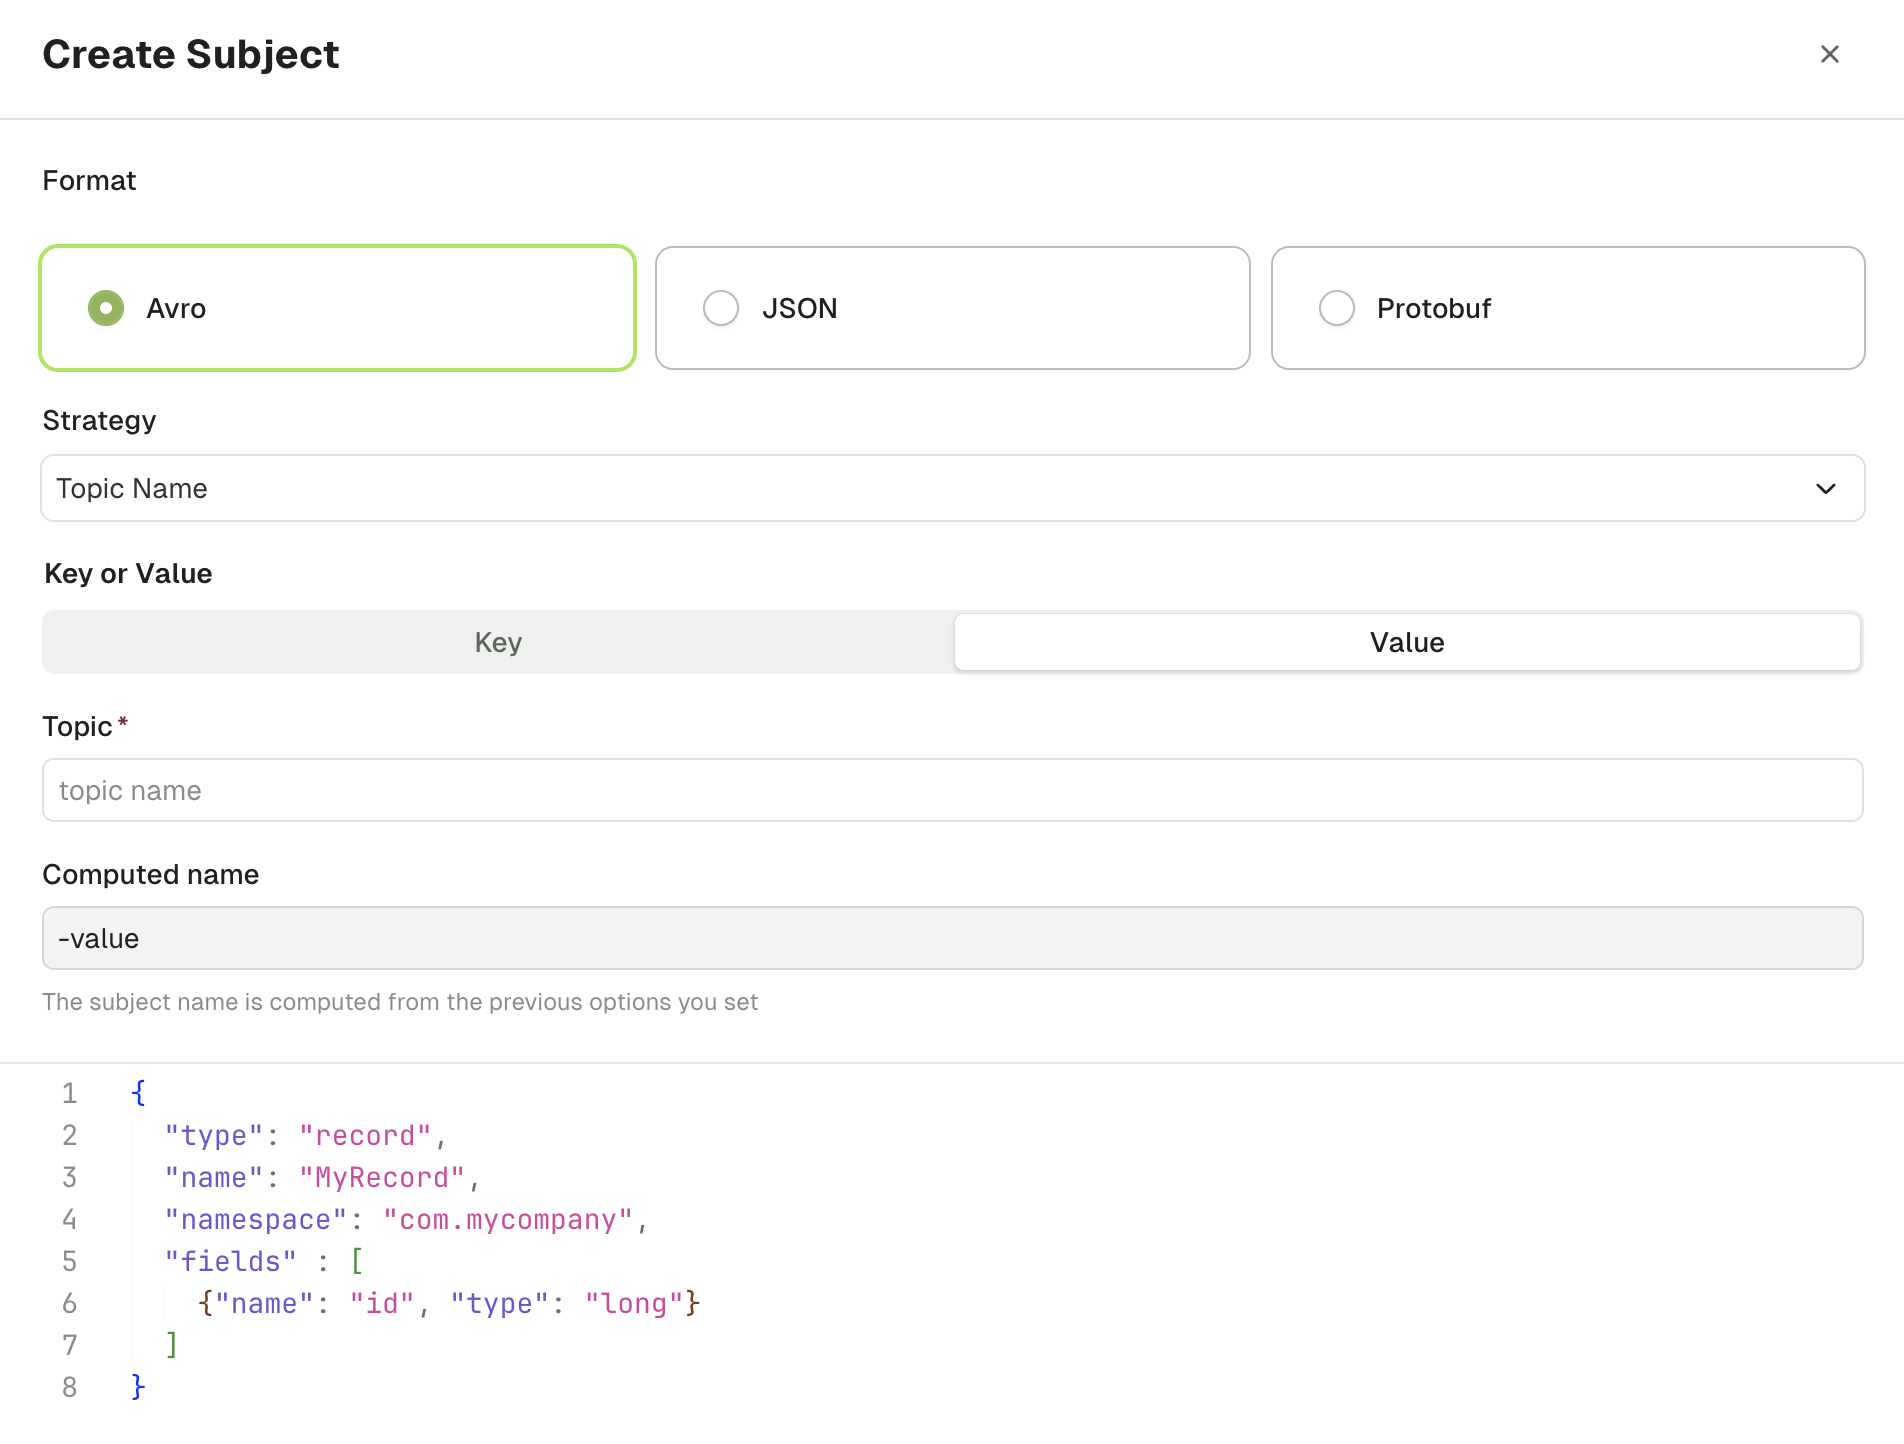 Create Subject
Format
Avro
JSON
Protobuf
Strategy
Topic Name
Key or Value
Key
Value
Topic*
topic name
Computed name
-value
The subject name is computed from the previous options you set
1 {
2   "type": "record",
3   "name": "MyRecord",
4   "namespace": "com.mycompany",
5   "fields" : [
6     {"name": "id", "type": "long"}
7   ]
8 }